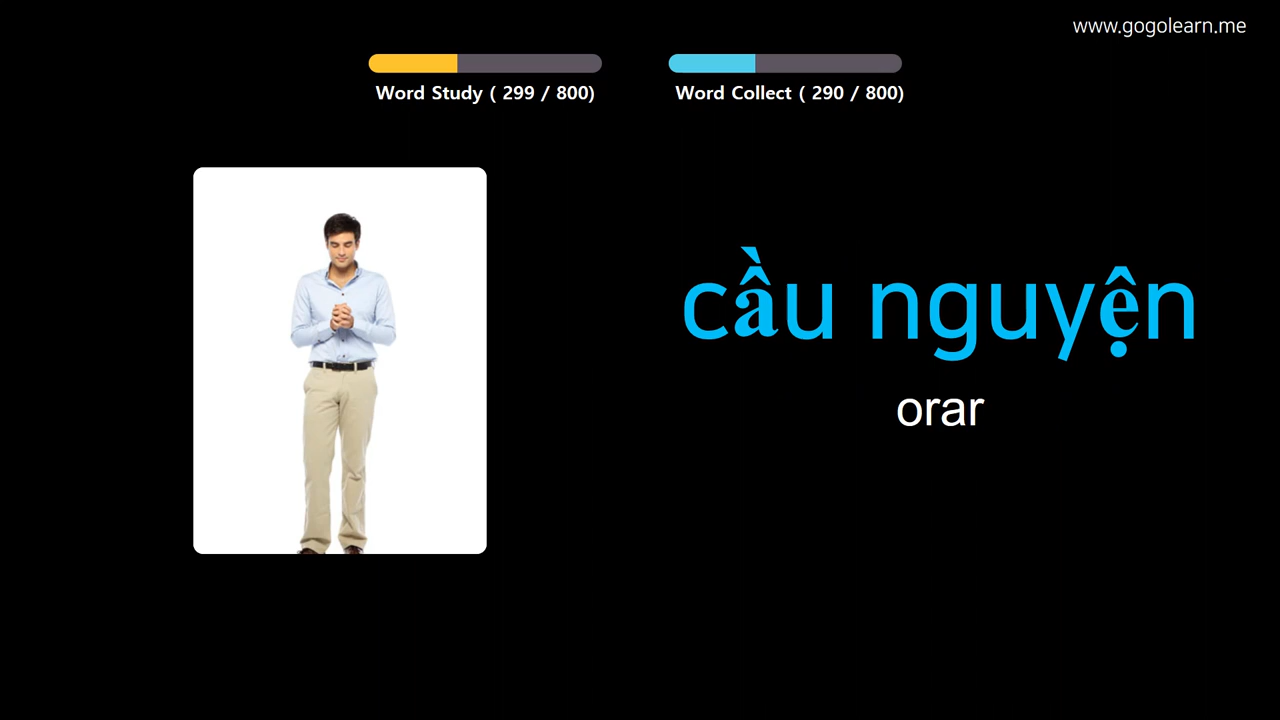 www.gogolearn.me
Word Study ( 299 / 800)
Word Collect ( 290 / 800)
cầu nguyện
orar